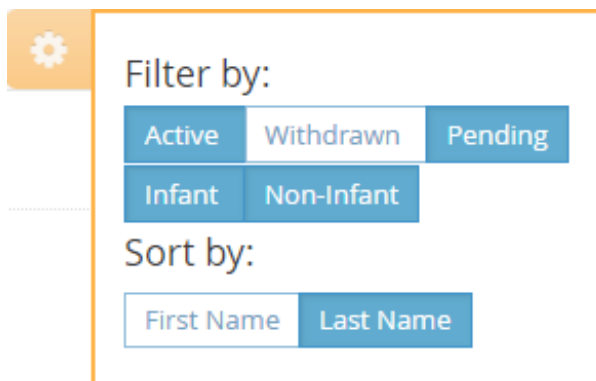 Filter by:
Active Withdrawn Pending
Infant Non-Infant
Sort by:
First Name Last Name